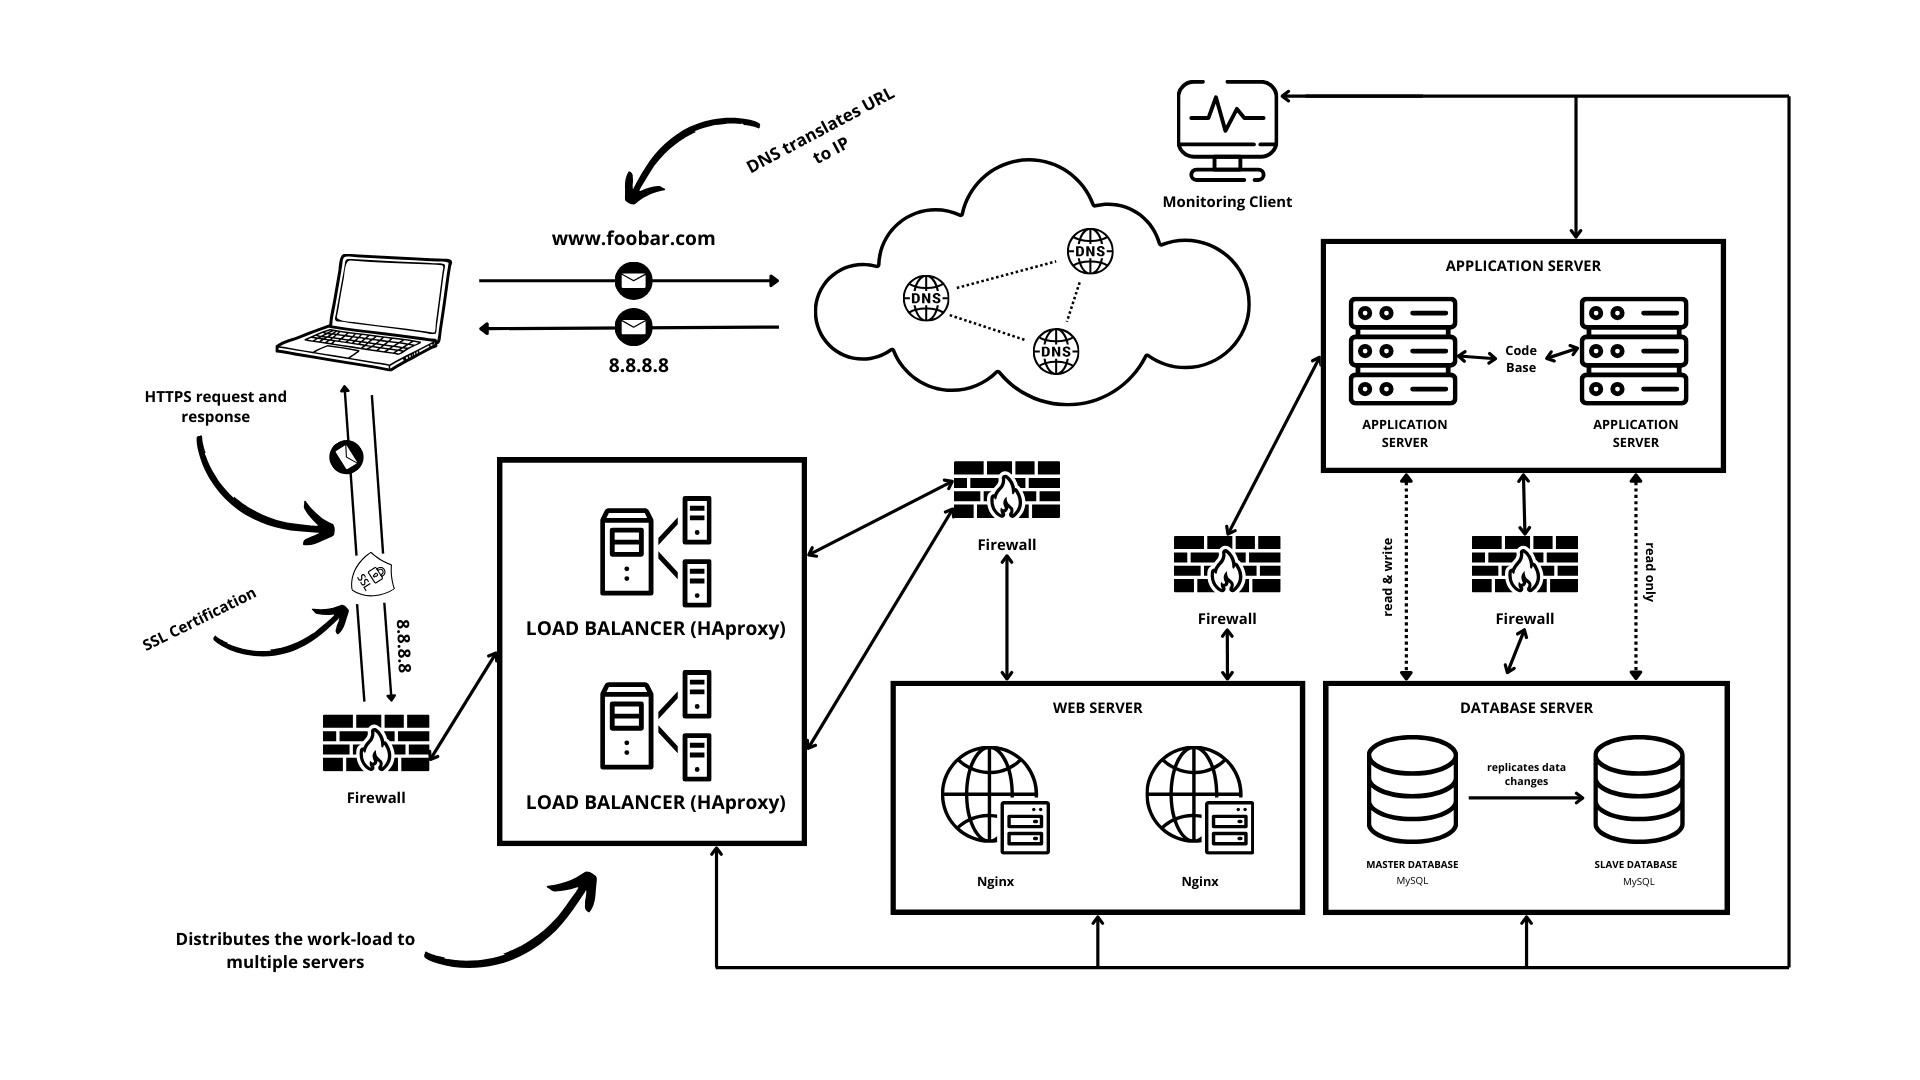 DNS translates URL
to IP
www.foobar.com
8.8.8.8
DNS
DNS
DNS
Monitoring Client
HTTPS request and
response
SSL
SSL Certification
8.8.8.8
Firewall
LOAD BALANCER (HAproxy)
LOAD BALANCER (HAproxy)
Distributes the work-load to
multiple servers
Firewall
Firewall
APPLICATION SERVER
Code
Base
APPLICATION
SERVER
APPLICATION
SERVER
read & write
Firewall
read only
WEB SERVER
Nginx
Nginx
DATABASE SERVER
replicates data
changes
MASTER DATABASE
MySQL
SLAVE DATABASE
MySQL